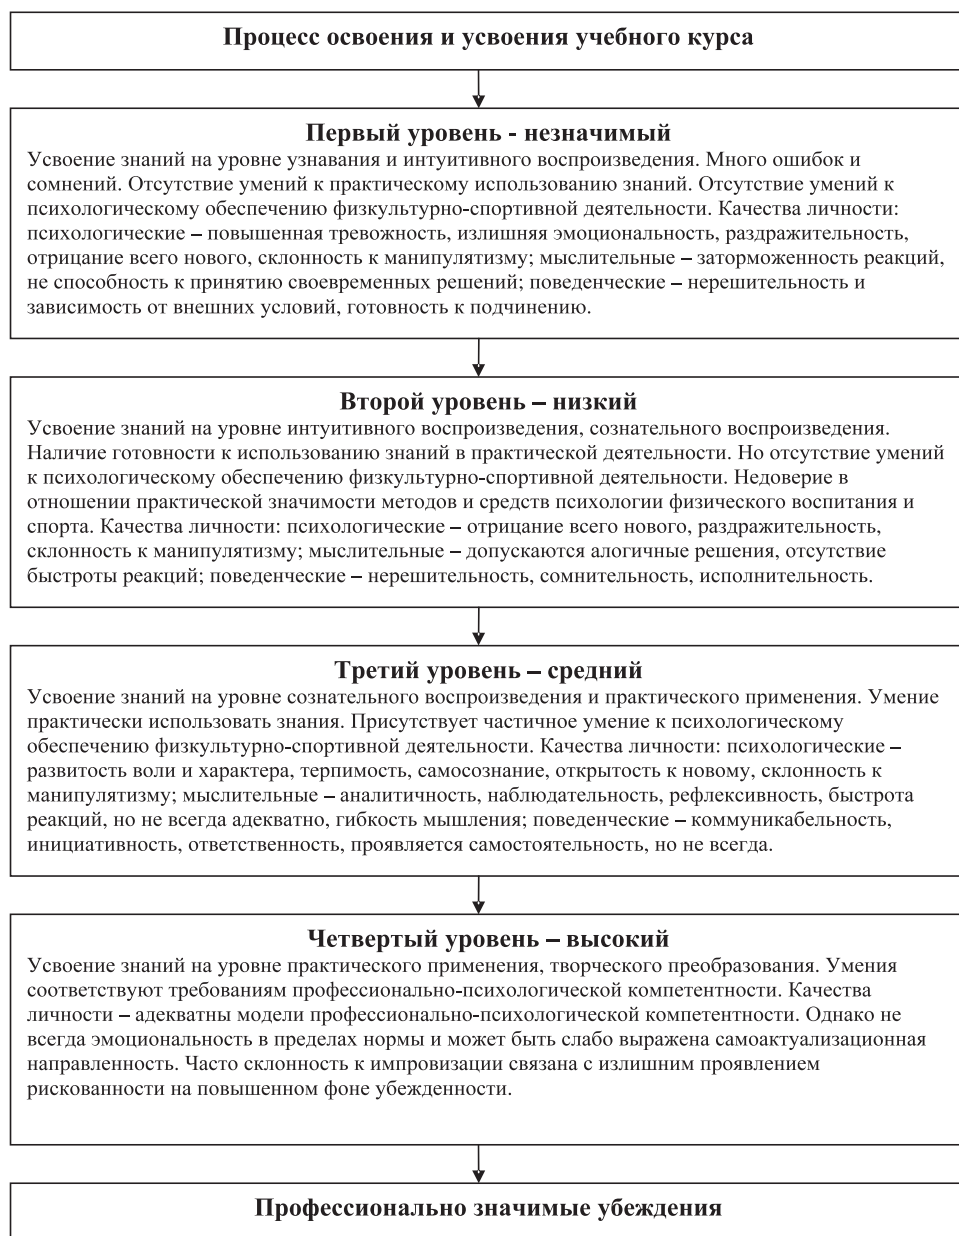 Процесс освоения и усвоения учебного курса
Первый уровень - незначимый
Усвоение знаний на уровне узнавания и интуитивного воспроизведения. Много ошибок и
сомнений. Отсутствие умений к практическому использованию знаний. Отсутствие умений к
психологическому обеспечению физкультурно-спортивной деятельности. Качества личности:
психологические – повышенная тревожность, излишняя эмоциональность, раздражительность,
отрицание всего нового, склонность к манипулятизму; мыслительные – заторможенность реакций,
не способность к принятию своевременных решений; поведенческие – нерешительность и
зависимость от внешних условий, готовность к подчинению.
Второй уровень – низкий
Усвоение знаний на уровне интуитивного воспроизведения, сознательного воспроизведения.
Наличие готовности к использованию знаний в практической деятельности. Но отсутствие умений
к психологическому обеспечению физкультурно-спортивной деятельности. Недоверие в
отношении практической значимости методов и средств психологии физического воспитания и
спорта. Качества личности: психологические – отрицание всего нового, раздражительность,
склонность к манипулятизму; мыслительные – допускаются алогичные решения, отсутствие
быстроты реакций; поведенческие – нерешительность, сомнительность, исполнительность.
Третий уровень – средний
Усвоение знаний на уровне сознательного воспроизведения и практического применения. Умение
практически использовать знания. Присутствует частичное умение к психологическому
обеспечению физкультурно-спортивной деятельности. Качества личности: психологические –
развитость воли и характера, терпимость, самосознание, открытость к новому, склонность к
манипулятизму; мыслительные – аналитичность, наблюдательность, рефлексивность, быстрота
реакций, но не всегда адекватно, гибкость мышления; поведенческие – коммуникабельность,
инициативность, ответственность, проявляется самостоятельность, но не всегда.
Четвертый уровень – высокий
Усвоение знаний на уровне практического применения, творческого преобразования. Умения
соответствуют требованиям профессионально-психологической компетентности. Качества
личности – адекватны модели профессионально-психологической компетентности. Однако не
всегда эмоциональность в пределах нормы и может быть слабо выражена самоактуализационная
направленность. Часто склонность к импровизации связана с излишним проявлением
рискованности на повышенном фоне убежденности.
Профессионально значимые убеждения